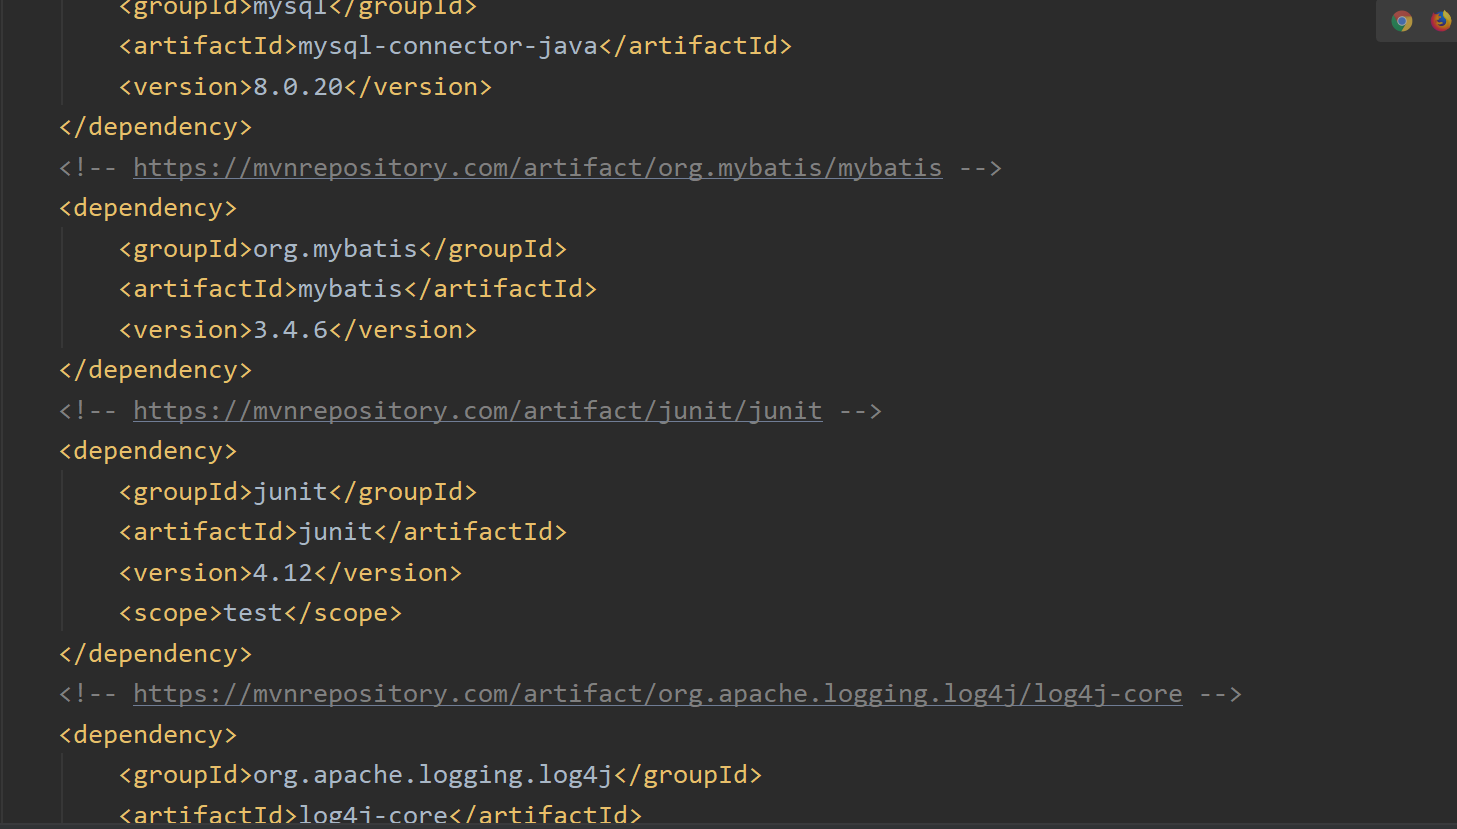 <groupId>mysql</groupId>
<artifactId>mysql-connector-java</artifactId>
<version>8.0.20</version>
</dependency>
<!-- https://mvnrepository.com/artifact/org.mybatis/mybatis -->
<dependency>
<groupId>org.mybatis</groupId>
<artifactId>mybatis</artifactId>
<version>3.4.6</version>
</dependency>
<!-- https://mvnrepository.com/artifact/junit/junit -->
<dependency>
<groupId>junit</groupId>
<artifactId>junit</artifactId>
<version>4.12</version>
<scope>test</scope>
</dependency>
<!-- https://mvnrepository.com/artifact/org.apache.logging.log4j/log4j-core -->
<dependency>
<groupId>org.apache.logging.log4j</groupId>
<artifactId>log4j-core</artifactId>